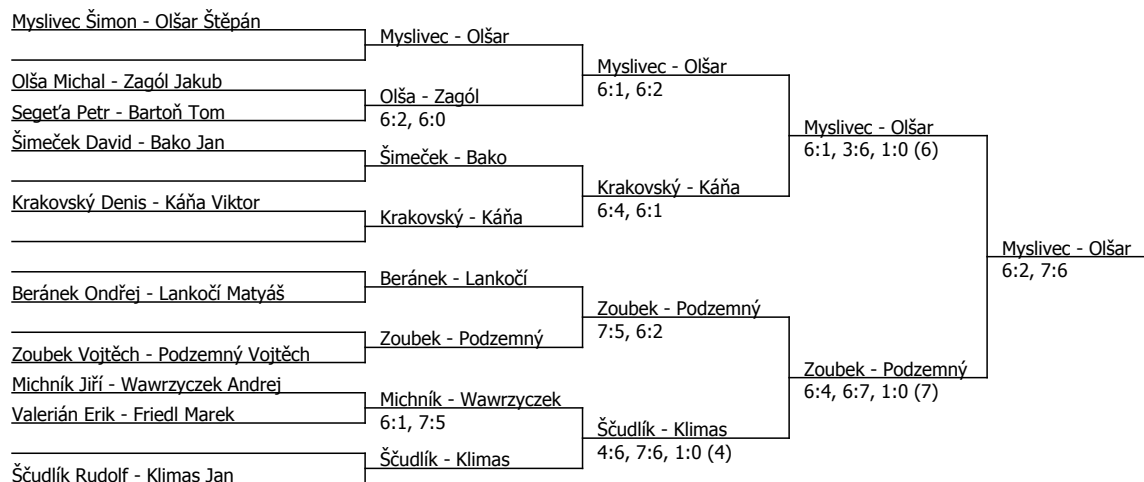 Myslivec Šimon - Olšar Štěpán
Olša Michal - Zagól Jakub
Segeťa Petr - Bartoň Tom
Šimeček David - Bako Jan
Krakovský Denis - Káňa Viktor
Beránek Ondřej - Lankočí Matyáš
Zoubek Vojtěch - Podzemný Vojtěch
Michník Jiří - Wawrzyczek Andrej
Valerián Erik - Friedl Marek
Ščudlík Rudolf - Klimas Jan
Myslivec - Olšar
Olša - Zagól
6:2, 6:0
Šimeček - Bako
Krakovský - Káňa
Beránek - Lankočí
Zoubek - Podzemný
Michník - Wawrzyczek
6:1, 7:5
Ščudlík - Klimas
Myslivec - Olšar
6:1, 6:2
Krakovský - Káňa
6:4, 6:1
Zoubek - Podzemný
7:5, 6:2
Ščudlík - Klimas
4:6, 7:6, 1:0 (4)
Myslivec - Olšar
6:1, 3:6, 1:0 (6)
Zoubek - Podzemný
6:4, 6:7, 1:0 (7)
Myslivec - Olšar
6:2, 7:6